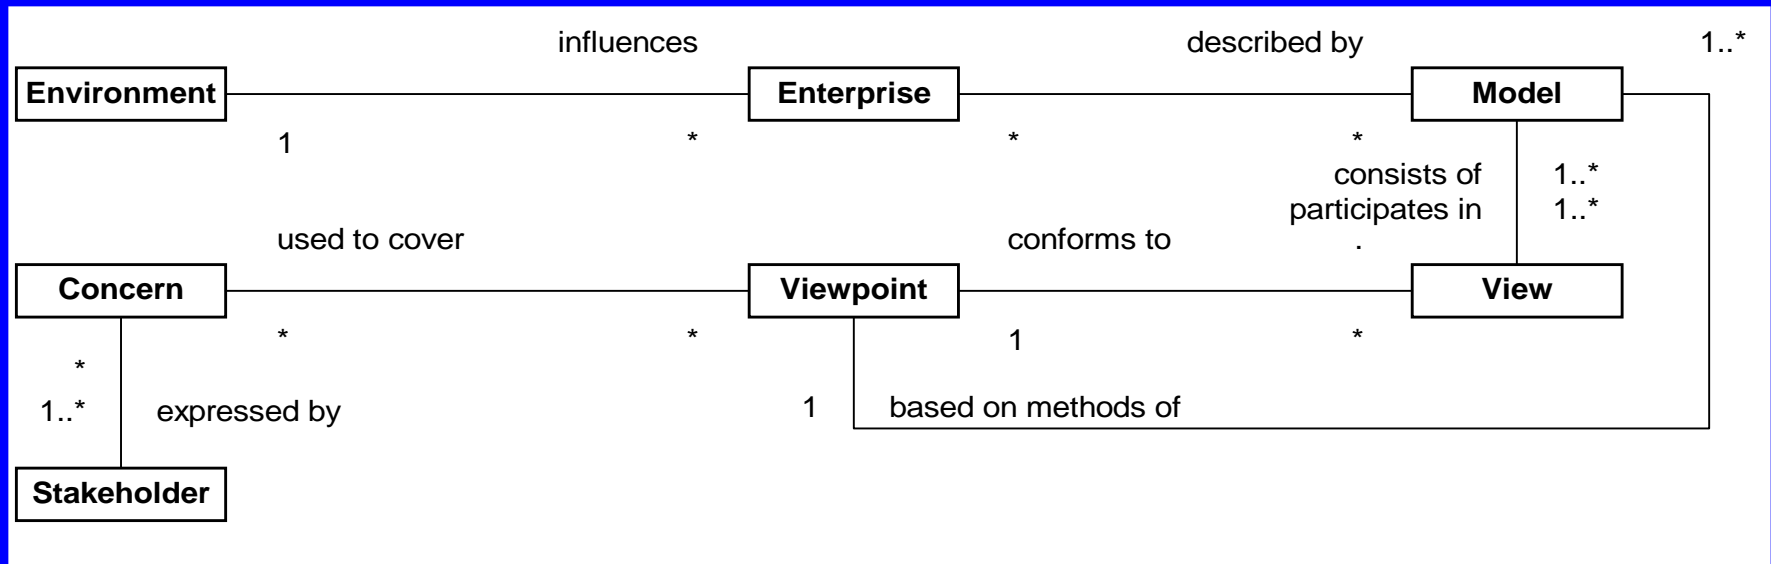 influences described by 1..*
Environment Enterprise Model
1 * * *
consists of 1..*
participates in 1..*
used to cover conforms to .
Concern Viewpoint View
* * 1 *
*
1..* expressed by 1 based on methods of
Stakeholder